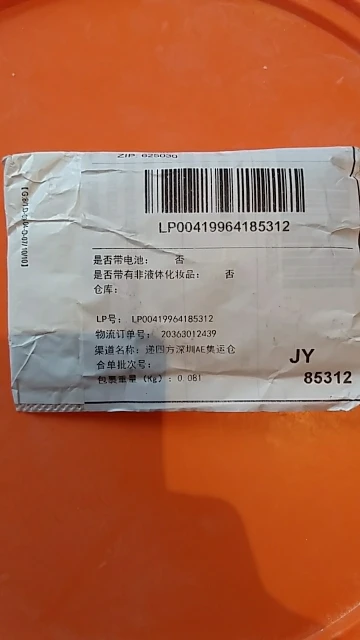 ZIP: 625030
LP00419964185312
是否带电池： 否
是否带有非液体化妆品： 否
仓库：
LP号： LP00419964185312
物流订单号： 20363012439
渠道名称：递四方深圳AE集运仓
合单批次号：
包裹重量（Kg）：0.081
JY
85312